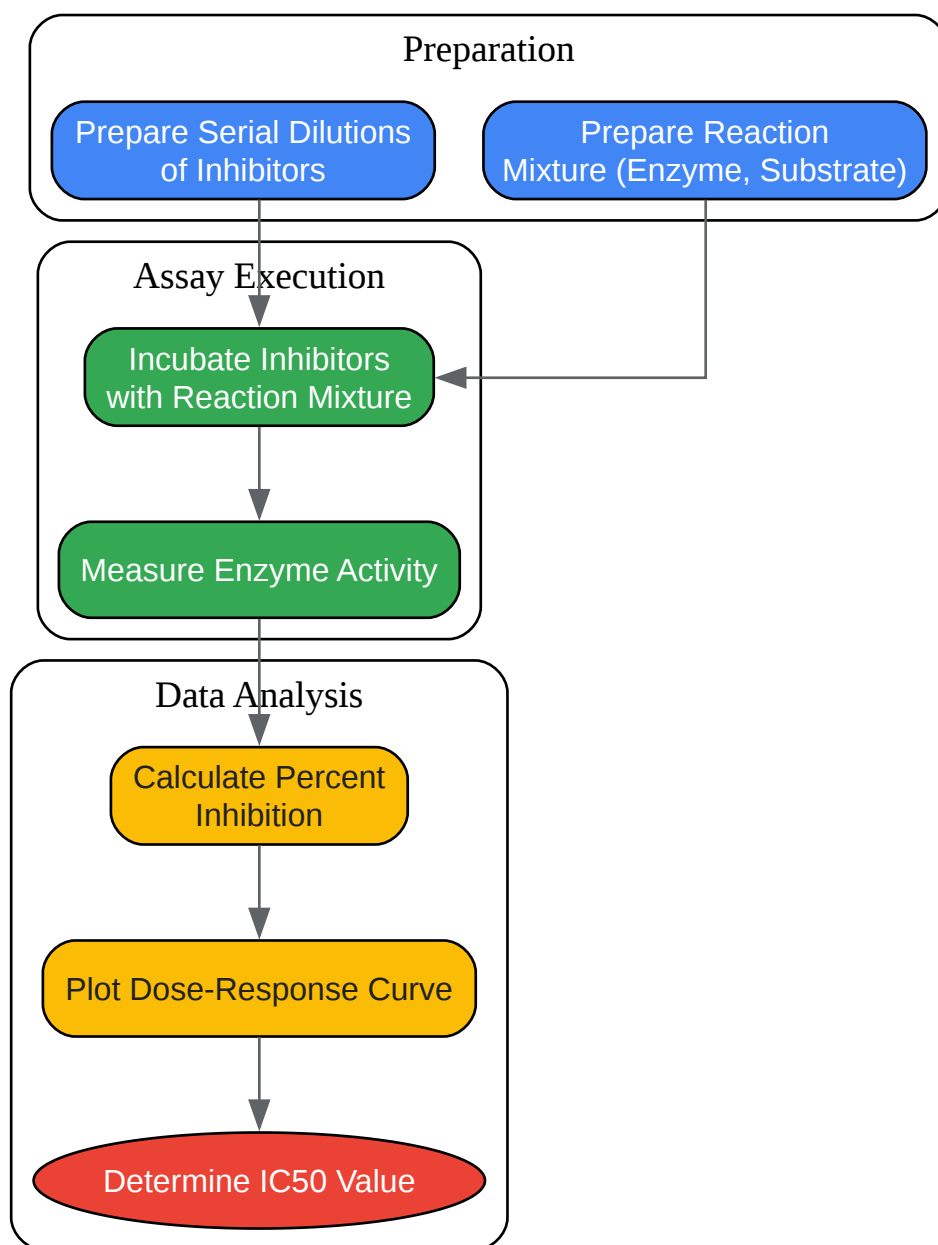 Preparation
Prepare Serial Dilutions
of Inhibitors
Prepare Reaction
Mixture (Enzyme, Substrate)
Assay Execution
Incubate Inhibitors
with Reaction Mixture
Measure Enzyme Activity
Data Analysis
Calculate Percent
Inhibition
Plot Dose-Response Curve
Determine IC50 Value